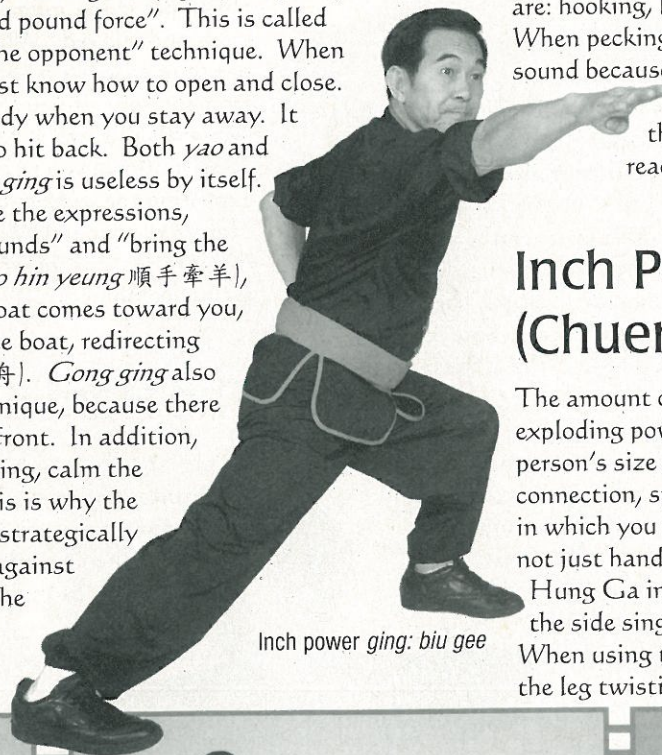 d pound force”. This is called
he opponent” technique. When
st know how to open and close.
dy when you stay away. It
o hit back. Both yao and
ging is useless by itself.
e the expressions,
unds” and “bring the
o hin yeung 順手牽羊),
oat comes toward you,
e boat, redirecting
舟). Gong ging also
nique, because there
front. In addition,
ing, calm the
is is why the
strategically
against
he
Inch power ging: biu gee
are: hooking,
When pecking
sound because
th
read
Inch P
(Chuen
The amount o
exploding pow
person’s size
connection, s
in which you
not just hand
Hung Ga in
the side sing
When using t
the leg twisti